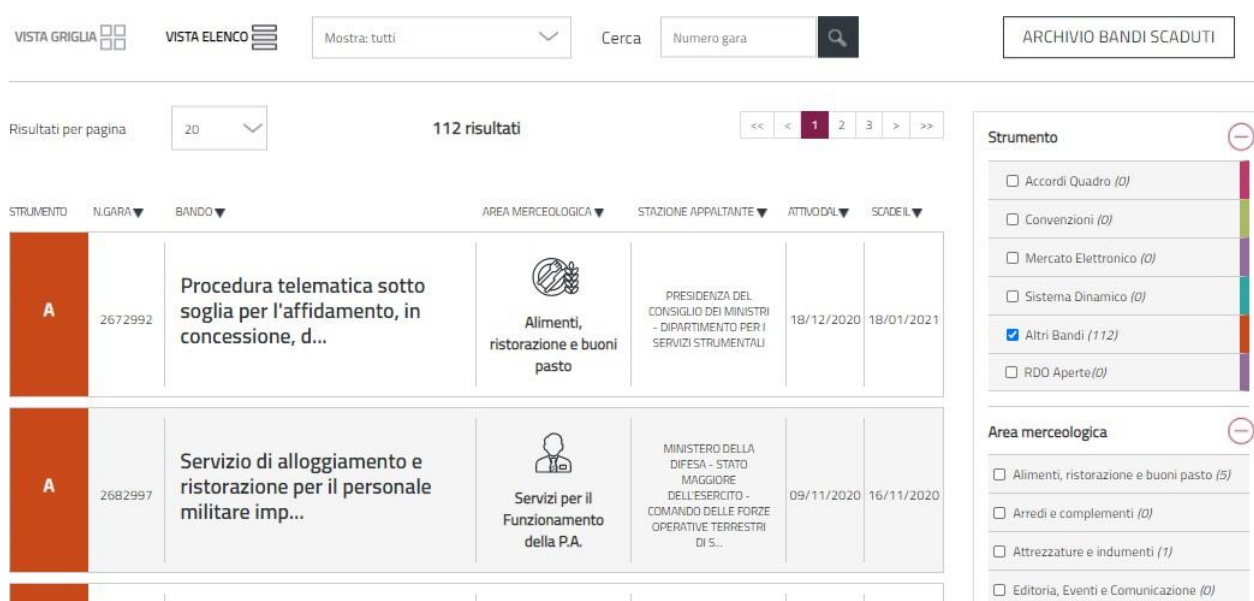 VISTA GRIGLIA
VISTA ELENCO
Mostra: tutti
Cerca
Numero gara
ARCHIVIO BANDI SCADUTI
Risultati per pagina
20
112 risultati
<< < 1 2 3 > >>
STRUMENTO N.GARA▼ BANDO▼ AREA MERCEOLOGICA▼ STAZIONE APPALTANTE▼ ATTIVO DAL▼ SCADE IL▼
A
2672992
Procedura telematica sotto
soglia per l'affidamento, in
concessione, d...
Alimenti,
ristorazione e buoni
pasto
PRESIDENZA DEL
CONSIGLIO DEI MINISTRI
- DIPARTIMENTO PER I
SERVIZI STRUMENTALI
18/12/2020
18/01/2021
A
2682997
Servizio di alloggiamento e
ristorazione per il personale
militare imp...
Servizi per il
Funzionamento
della P.A.
MINISTERO DELLA
DIFESA - STATO
MAGGIORE
DELL'ESERCITO -
COMANDO DELLE FORZE
OPERATIVE TERRESTRI
DI S...
09/11/2020
16/11/2020
Strumento
Accordi Quadro (0)
Convenzioni (0)
Mercato Elettronico (0)
Sistema Dinamico (0)
Altri Bandi (112)
RDO Aperte(0)
Area merceologica
Alimenti, ristorazione e buoni pasto (5)
Arredi e complementi (0)
Attrezzature e indumenti (1)
Editoria, Eventi e Comunicazione (0)